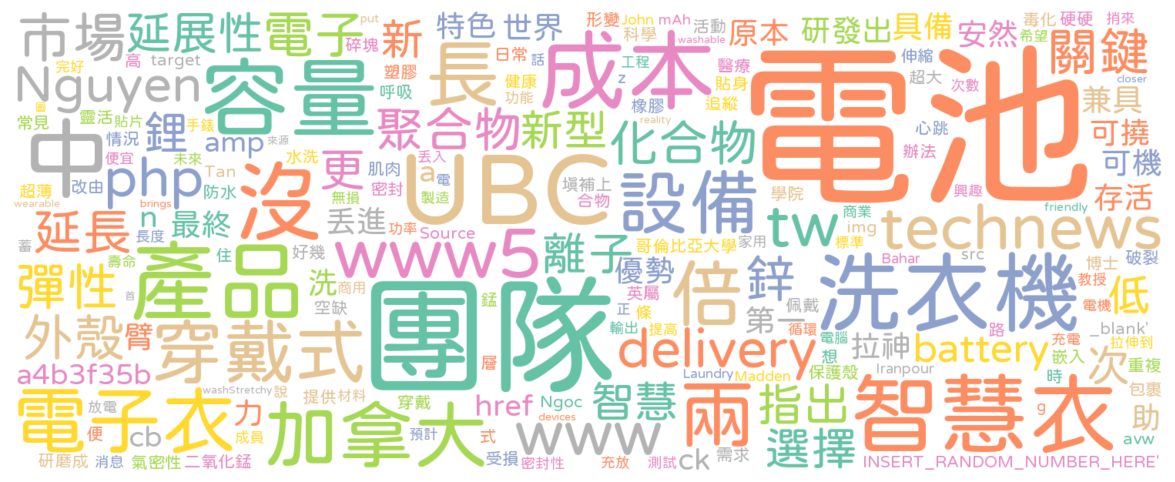 市場 延展性 電子 碎塊 新 特色 世界 形變 John mAh 活動 put 原本 研發出 具備 毒化 硬硬 捎來
科學 washable 安然 希望 關鍵
完好 高 target 塑膠 日常 話 工程 z 醫療 伸縮 超大 次數 closer
Nguyen 容量 呼吸 長 健康 功能 成本 橡膠 貼身 追縱 電池 兼具
圖 常見 靈活 貼片 手錶 來源 聚合物 新型 reality 化合物 心跳 辦法 可撓
中 情況 鋰 amp 更 肌肉 丟入 興趣 可機
便宜 未來 水洗 密封 a 電 填補上 學院
超薄 改由 php Tan 防水 沒 無損 製造 UBC 合物 設備 存活
wearable brings n 最終 功率 丟進 哥倫比亞大學 家用 tw 商業 img friendly technews
蓄 延長 長度 住 好幾 Source 離子 標準 src 破裂
壽命 首 www5 優勢 鋅 Bahar 博士 教授
彈性 產品 洗 商用 英屬 倍 佩戴 洗衣機 電機 低
空缺 錳 正 條 第一 循環 路
外殼 臂 穿戴式 團隊 輸出 提高 電腦 拉神 _blank' 拉伸到 充電
a4b3f35b 層 delivery 想 battery 嵌入 次 重複
washStretchy 說 Laundry Madden 保護殼 Iranpour 時
電子衣 放電 力 提供 材料 穿戴 href Ngoc devices 智慧 兩 指出 智慧衣 g 包裹 助
便 cb 成員 加拿大 預計 式 www avw
研磨成 消息 氣密性 二氧化錳 受損 密封性 充放 測試 ck 需求 選擇 INSERT_RANDOM_NUMBER_HERE'